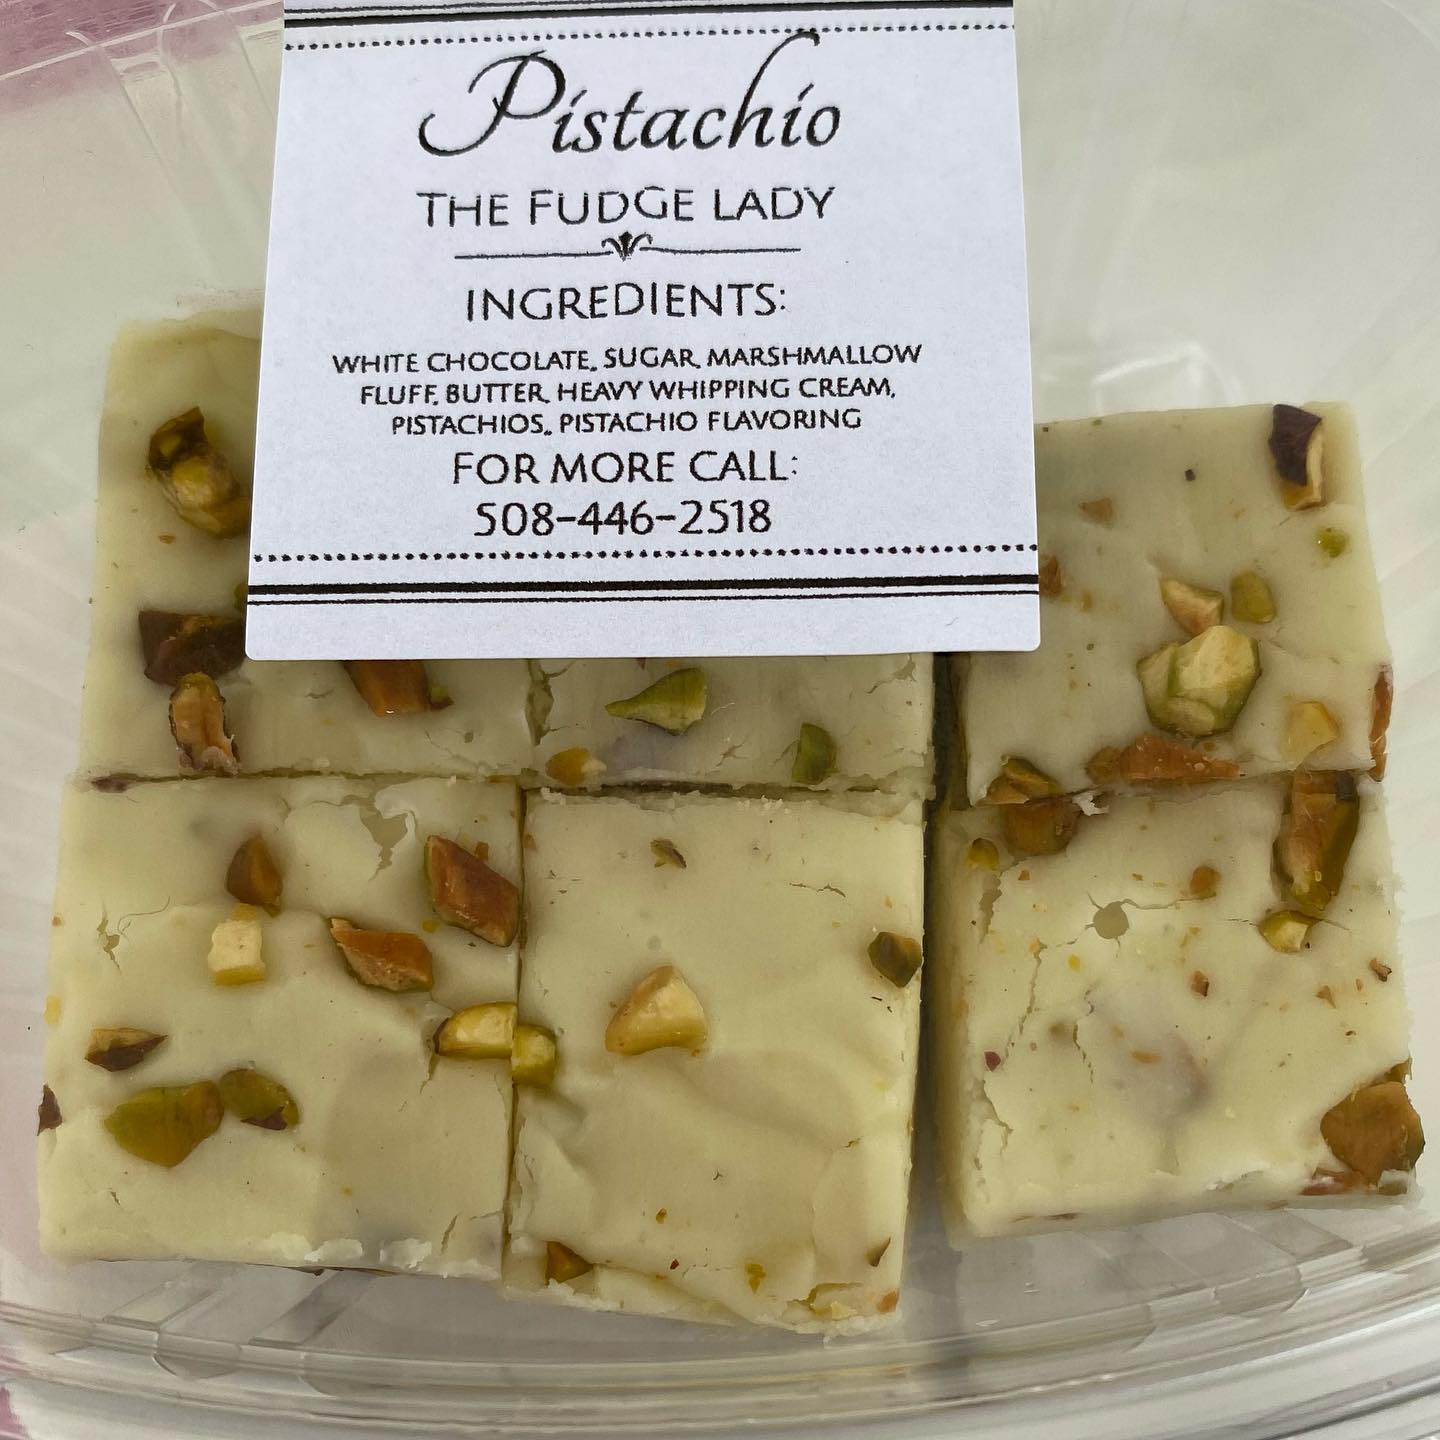 Pistachio
THE FUDGE LADY
INGREDIENTS:
WHITE CHOCOLATE, SUGAR, MARSHMALLOW
FLUFF, BUTTER, HEAVY WHIPPING CREAM,
PISTACHIOS, PISTACHIO FLAVORING
FOR MORE CALL:
508-446-2518